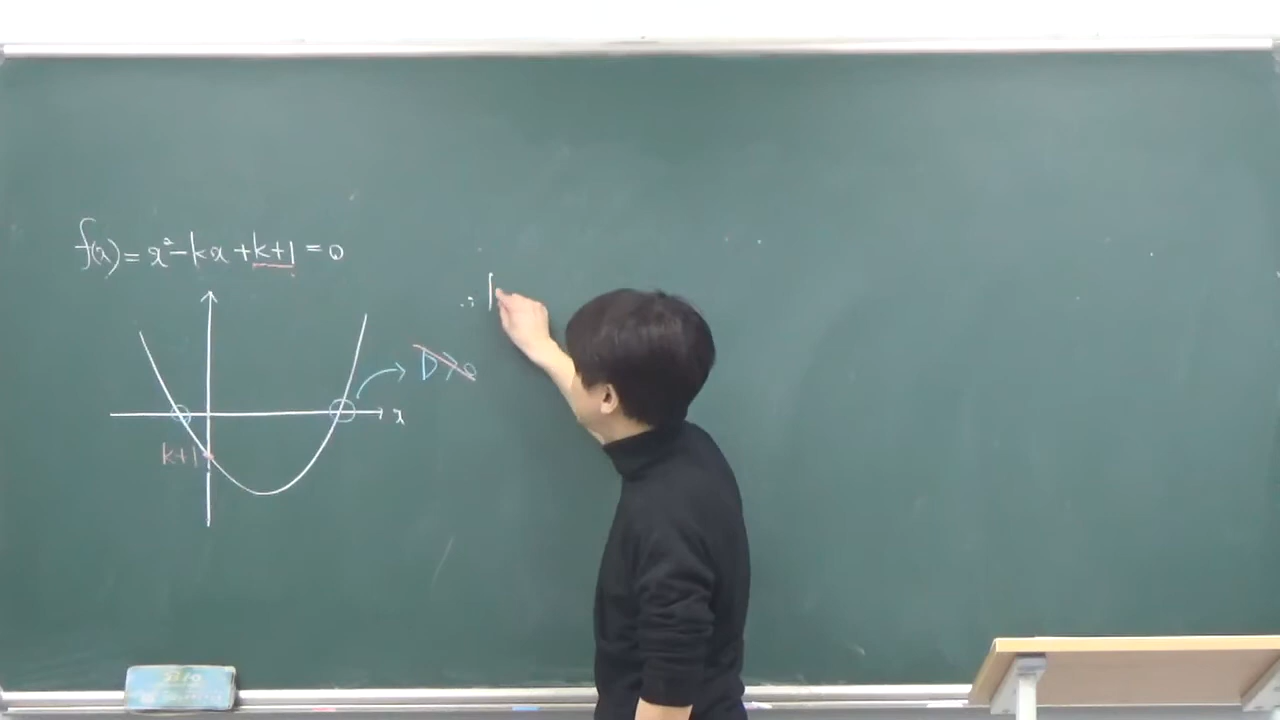 f(x) = x² - kx + k+1 = 0
D > 0
x
k+1